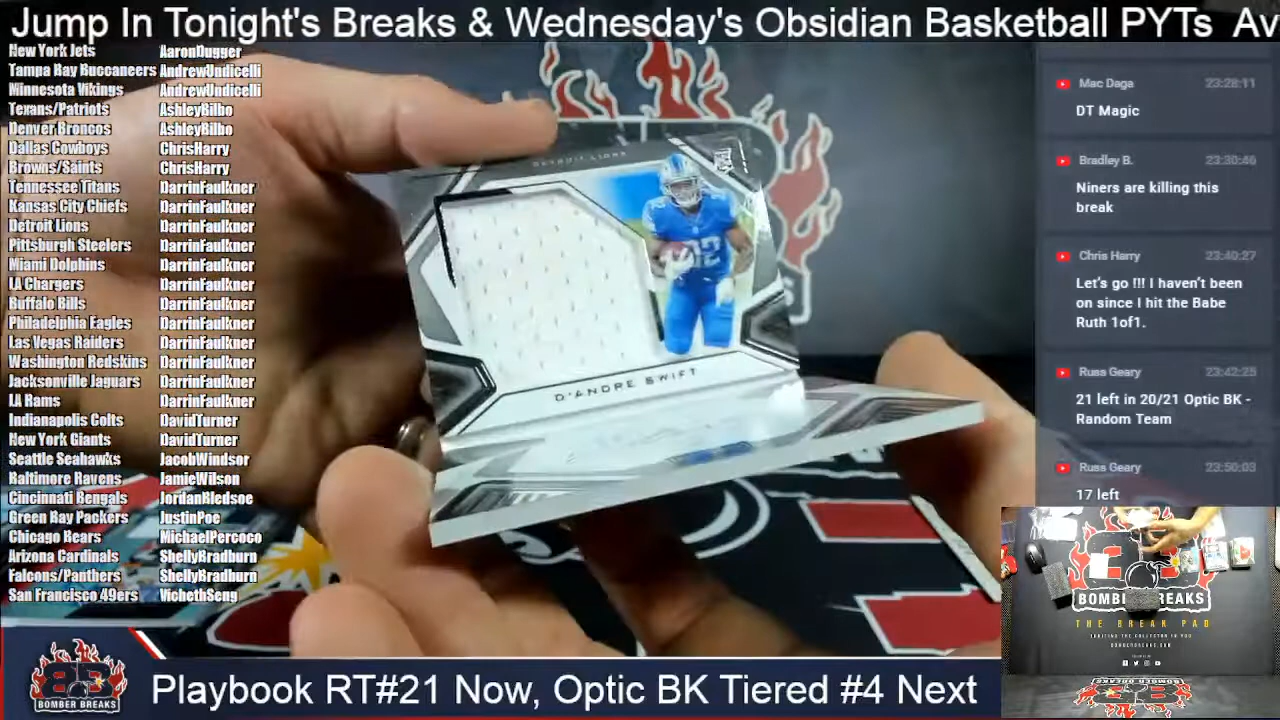 Jump In Tonight's Breaks & Wednesday's Obsidian Basketball PYTs Av
New York Jets AaronDugger
Tampa Bay Buccaneers AndrewUndicelli
Minnesota Vikings AndrewUndicelli
Texans/Patriots AshleyBilbo
Denver Broncos AshleyBilbo
Dallas Cowboys ChrisHarry
Browns/Saints ChrisHarry
Tennessee Titans DarrinFaulkner
Kansas City Chiefs DarrinFaulkner
Detroit Lions DarrinFaulkner
Pittsburgh Steelers DarrinFaulkner
Miami Dolphins DarrinFaulkner
LA Chargers DarrinFaulkner
Buffalo Bills DarrinFaulkner
Philadelphia Eagles DarrinFaulkner
Las Vegas Raiders DarrinFaulkner
Washington Redskins DarrinFaulkner
Jacksonville Jaguars DarrinFaulkner
LA Rams DarrinFaulkner
Indianapolis Colts DavidTurner
New York Giants DavidTurner
Seattle Seahawks JacobWindsor
Baltimore Ravens JamieWilson
Cincinnati Bengals JordanBledsoe
Green Bay Packers JustinPoe
Chicago Bears MichaelPercoco
Arizona Cardinals ShellyBradburn
Falcons/Panthers ShellyBradburn
San Francisco 49ers VichethSeng
DETROIT LIONS
D'ANDRE SWIFT
Mac Daga 23:28:11
DT Magic
Bradley B. 23:30:46
Niners are killing this
break
Chris Harry 23:40:27
Let's go !!! I haven't been
on since I hit the Babe
Ruth 1of1.
Russ Geary 23:42:25
21 left in 20/21 Optic BK -
Random Team
Russ Geary 23:50:03
17 left
BOMBER BREAKS
THE BREAK PAD
BOMBER BREAKS
Playbook RT#21 Now, Optic BK Tiered #4 Next